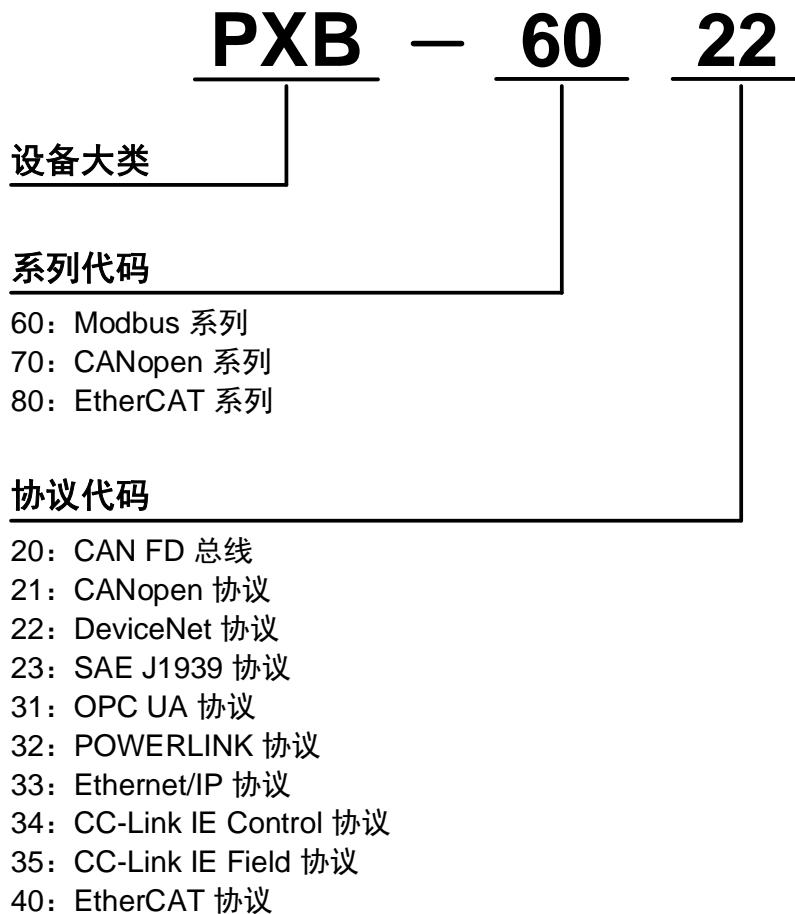 PXB － 60 22
设备大类
系列代码
60：Modbus 系列
70：CANopen 系列
80：EtherCAT 系列
协议代码
20：CAN FD 总线
21：CANopen 协议
22：DeviceNet 协议
23：SAE J1939 协议
31：OPC UA 协议
32：POWERLINK 协议
33：Ethernet/IP 协议
34：CC-Link IE Control 协议
35：CC-Link IE Field 协议
40：EtherCAT 协议